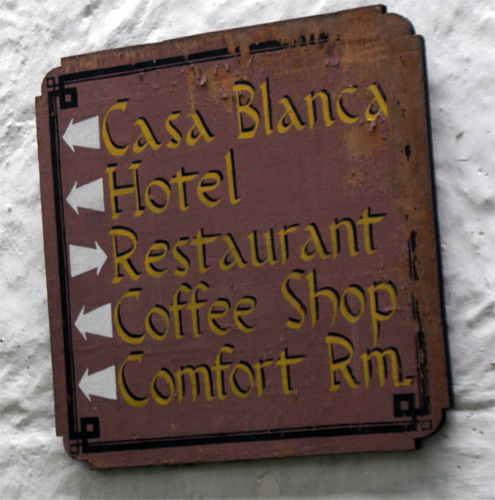 Casa Blanca
Hotel
Restaurant
Coffee Shop
Comfort Rm.